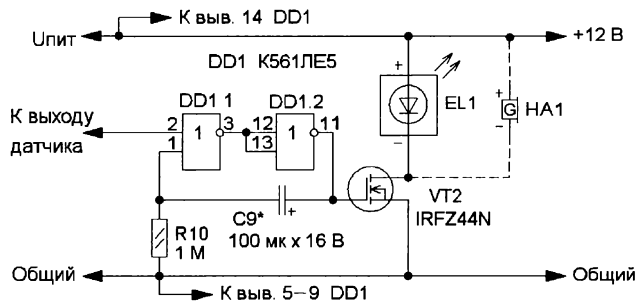 К выв. 14 DD1
Uпит
+12 В
DD1 К561ЛЕ5
EL1
+
-
G
HA1
+
-
К выходу
датчика
DD1 1
DD1.2
2
1
1
3
12
13
1
11
VT2
IRFZ44N
C9*
+
100 мк х 16 В
R10
1 М
Общий
Общий
К выв. 5–9 DD1